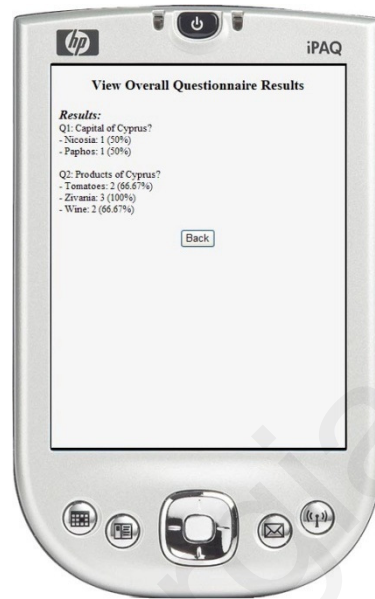 hp
iPAQ
View Overall Questionnaire Results
Results:
Q1: Capital of Cyprus?
- Nicosia: 1 (50%)
- Paphos: 1 (50%)
Q2: Products of Cyprus?
- Tomatoes: 2 (66.67%)
- Zivania: 3 (100%)
- Wine: 2 (66.67%)
Back